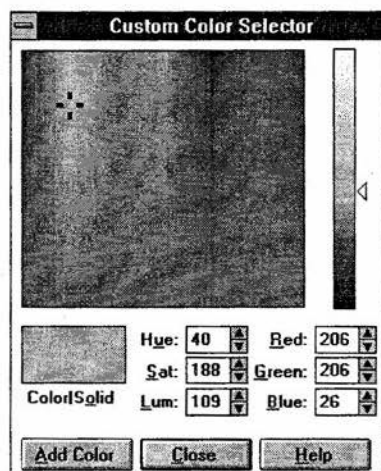 Custom Color Selector
Hue: 40 Red: 206
Sat: 188 Green: 206
Color|Solid
Lum: 109 Blue: 26
Add Color Close Help